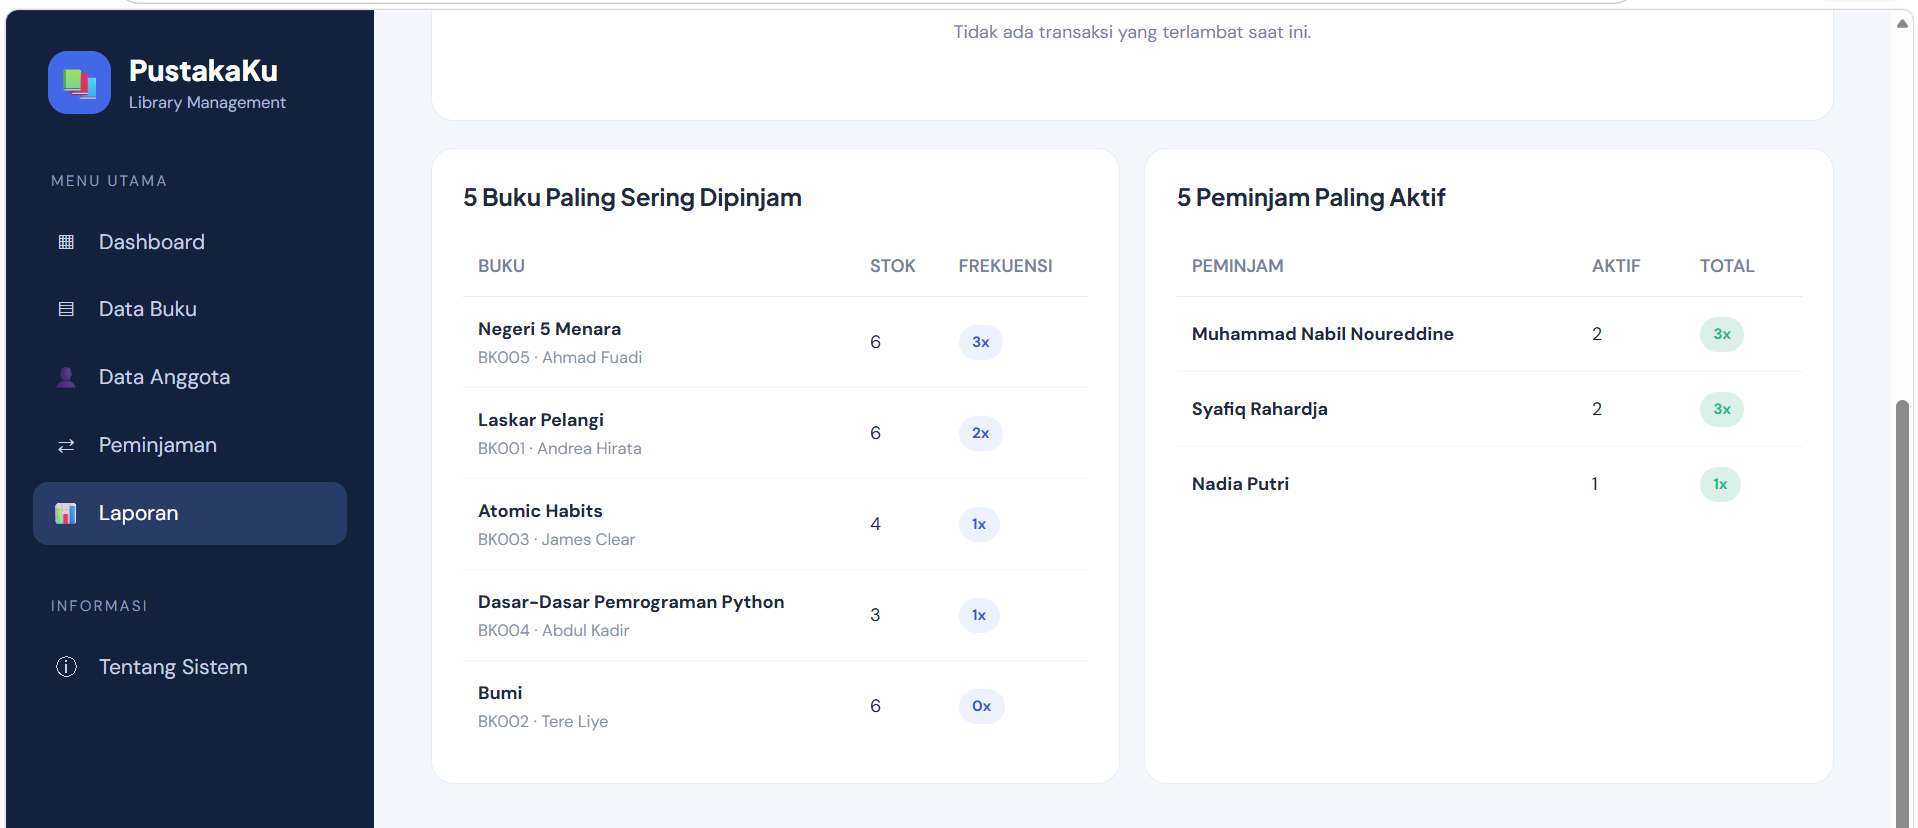 PustakaKu
Library Management
MENU UTAMA
Dashboard
Data Buku
Data Anggota
Peminjaman
Laporan
INFORMASI
Tentang Sistem
Tidak ada transaksi yang terlambat saat ini.
5 Buku Paling Sering Dipinjam
BUKU STOK FREKUENSI
Negeri 5 Menara
BK005 · Ahmad Fuadi
6 3x
Laskar Pelangi
BK001 · Andrea Hirata
6 2x
Atomic Habits
BK003 · James Clear
4 1x
Dasar-Dasar Pemrograman Python
BK004 · Abdul Kadir
3 1x
Bumi
BK002 · Tere Liye
6 0x
5 Peminjam Paling Aktif
PEMINJAM AKTIF TOTAL
Muhammad Nabil Noureddine 2 3x
Syafiq Rahardja 2 3x
Nadia Putri 1 1x